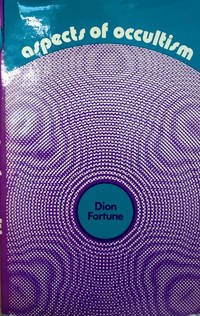 aspects of occultism
Dion
Fortune